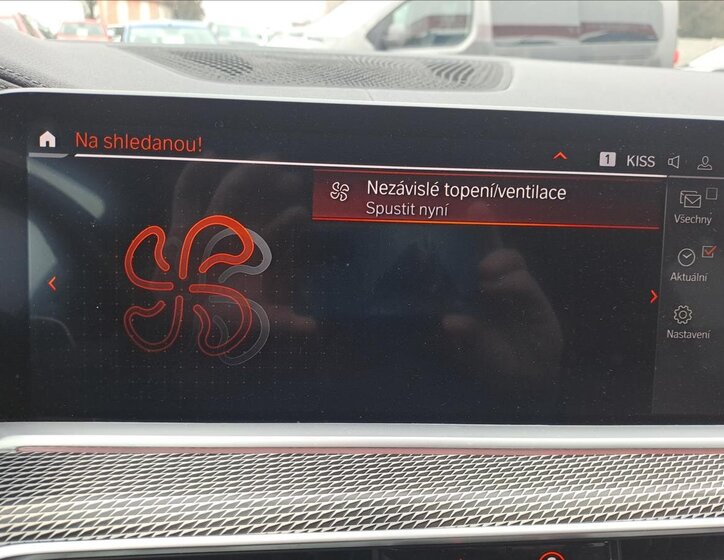 Na shledanou!
1 KISS
Nezávislé topení/ventilace
Spustit nyní
Všechny
Aktuální
Nastavení